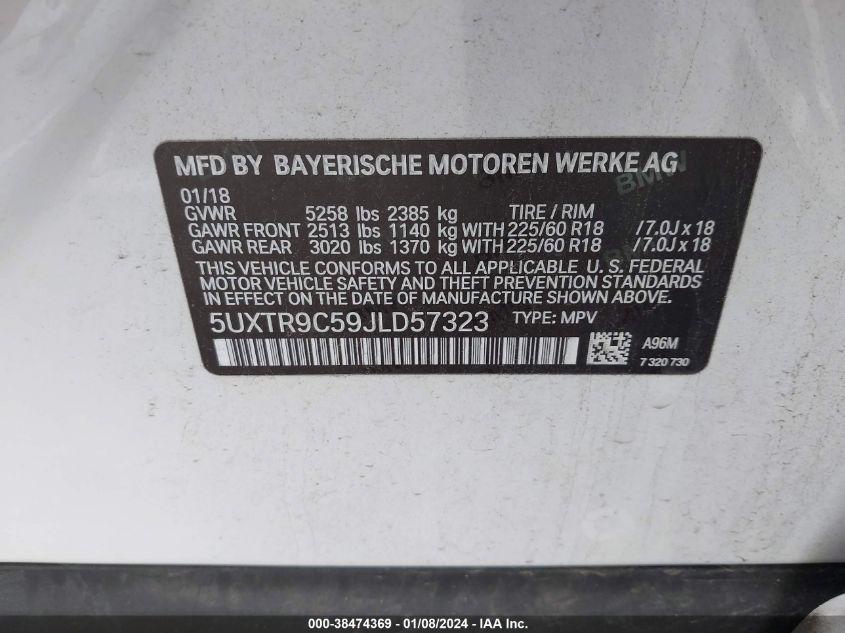 MFD BY BAYERISCHE MOTOREN WERKE AG
01/18
GVWR 5258 lbs 2385 kg TIRE / RIM
GAWR FRONT 2513 lbs 1140 kg WITH 225/60 R18 / 7.0J x 18
GAWR REAR 3020 lbs 1370 kg WITH 225/60 R18 / 7.0J x 18
THIS VEHICLE CONFORMS TO ALL APPLICABLE U. S. FEDERAL
MOTOR VEHICLE SAFETY AND THEFT PREVENTION STANDARDS
IN EFFECT ON THE DATE OF MANUFACTURE SHOWN ABOVE.
5UXTR9C59JLD57323 TYPE: MPV
A96M
7 320 730
BMW
000-38474369 - 01/08/2024 - © IAA Holdings, LLC.